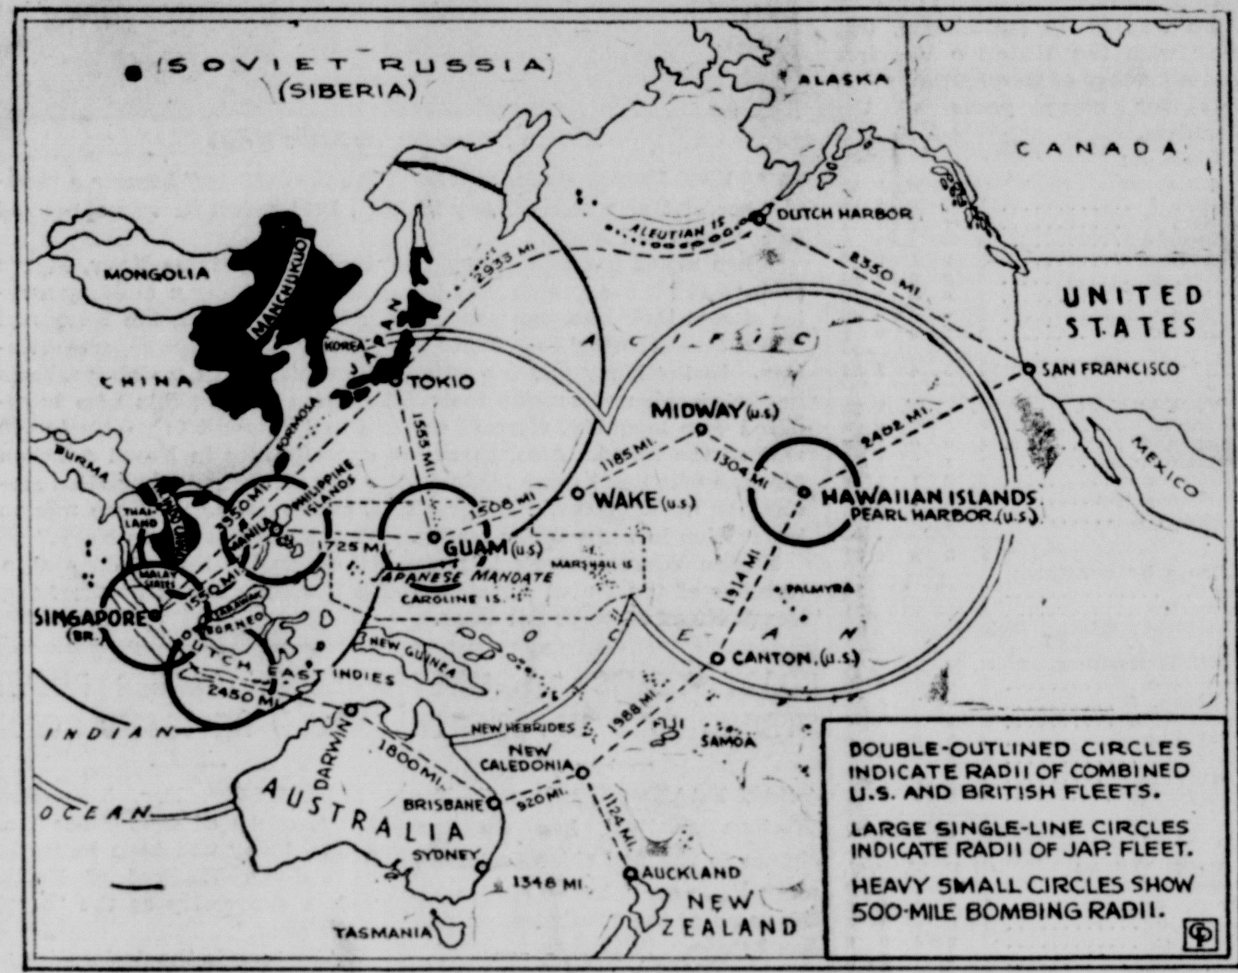 SOVIET RUSSIA
(SIBERIA)
ALASKA
CANADA
DUTCH HARBOR
ALEUTIAN IS
2933 MI
MONGOLIA
MANCHUKUO
2350 MI
UNITED
STATES
KOREA
JAPAN
PACIFIC
CHINA
TOKIO
SAN FRANCISCO
FORMOSA
MIDWAY (U.S.)
2402 MI.
BURMA
1555 MI.
1185 MI.
1304 MI
MEXICO
PHILIPPINE
ISLANDS
WAKE (U.S.)
HAWAIIAN ISLANDS
PEARL HARBOR (U.S.)
THAI-
LAND
MANILA
1508 MI
1725 M
GUAM (U.S.)
MARSHALL IS
MALAY
STATES
1550 MI
JAPANESE MANDATE
1914 MI
PALMYRA
CAROLINE IS.
SINGAPORE
(BR.)
SARAWAK
BORNEO
OCEAN
DUTCH EAST INDIES
NEW GUINEA
CANTON (U.S.)
2450 MI.
INDIAN
OCEAN
DARWIN
1800 MI.
NEW HEBRIDES
1988 MI.
FIJI
SAMOA
NEW
CALEDONIA
AUSTRALIA
BRISBANE
920 MI.
1124 MI.
SYDNEY
1348 MI.
AUCKLAND
NEW
ZEALAND
TASMANIA
DOUBLE-OUTLINED CIRCLES
INDICATE RADII OF COMBINED
U.S. AND BRITISH FLEETS.
LARGE SINGLE-LINE CIRCLES
INDICATE RADII OF JAP. FLEET.
HEAVY SMALL CIRCLES SHOW
500-MILE BOMBING RADII.
CP